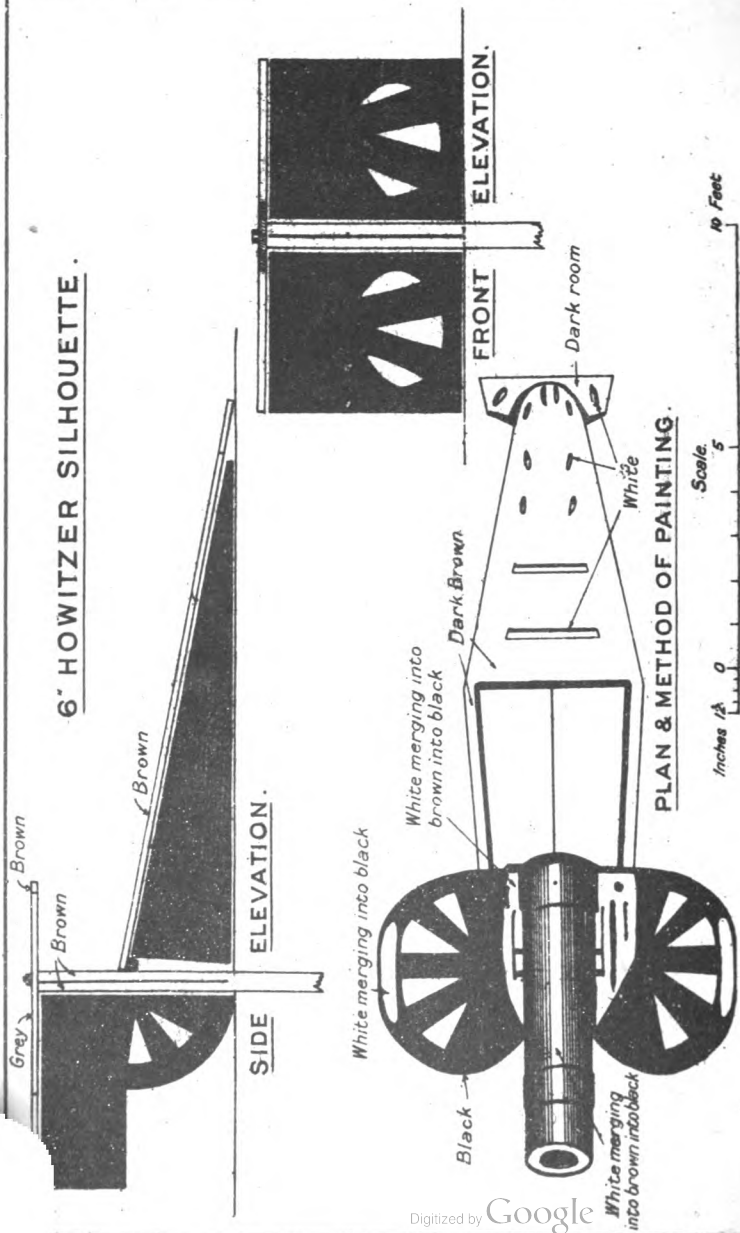 6" HOWITZER SILHOUETTE.
Grey
Brown
Brown
Brown
SIDE ELEVATION.
FRONT ELEVATION.
White merging into black
White merging into
brown into black
Dark Brown
Dark room
White
Black
White merging
into brown into black
PLAN & METHOD OF PAINTING.
Inches 12
0
5
10 Feet
Scale.
Digitized by Google